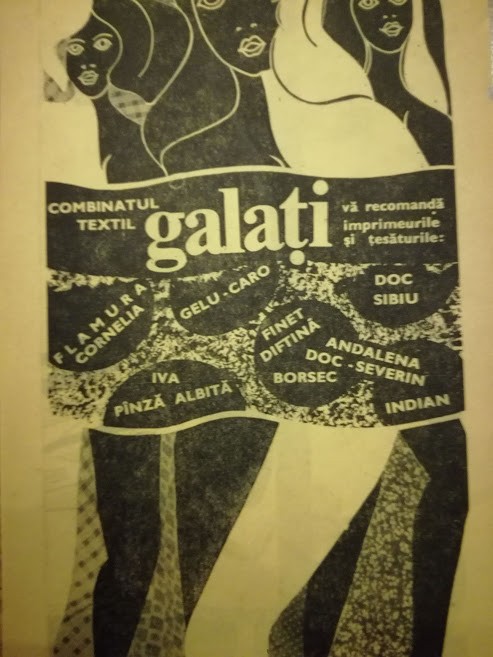 COMBINATUL
TEXTIL
galați
vă recomandă
imprimeurile
și țesăturile:
FLAMURA
CORNELIA
GELU - CARO
DOC
SIBIU
FINET
DIFTINĂ
BORSEC
ANDALENA
DOC - SEVERIN
IVA
PÎNZĂ ALBITĂ
INDIAN